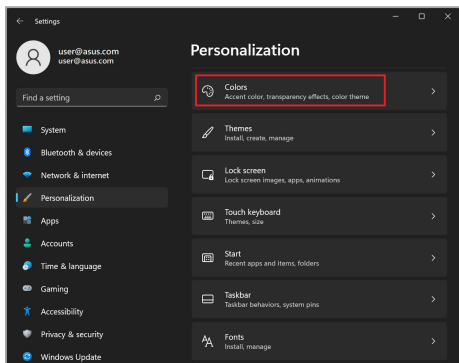 Settings
user@asus.com
user@asus.com
Find a setting
System
Bluetooth & devices
Network & internet
Personalization
Apps
Accounts
Time & language
Gaming
Accessibility
Privacy & security
Windows Update
Personalization
Colors
Accent color, transparency effects, color theme
Themes
Install, create, manage
Lock screen
Lock screen images, apps, animations
Touch keyboard
Themes, size
Start
Recent apps and items, folders
Taskbar
Taskbar behaviors, system pins
Fonts
Install, manage